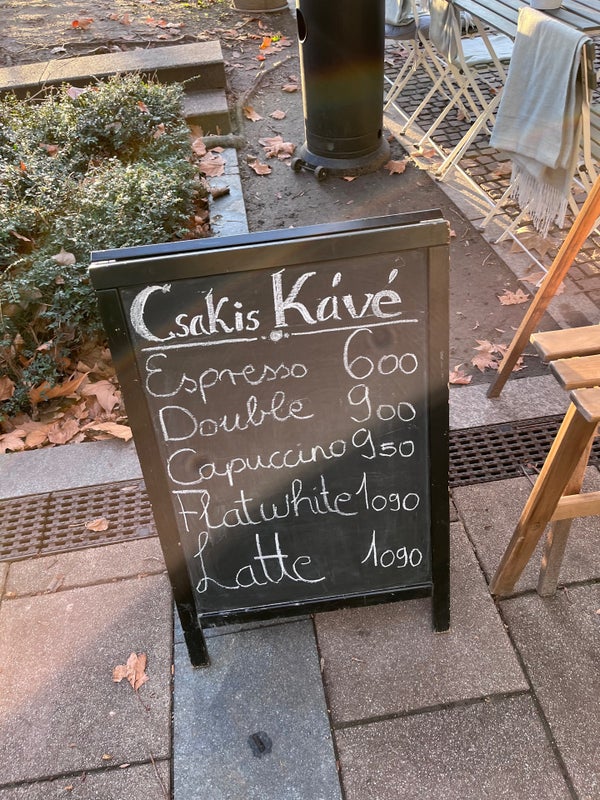 Csakis Kávé
Espresso 600
Double 900
Capuccino 950
Flatwhite 1090
Latte 1090